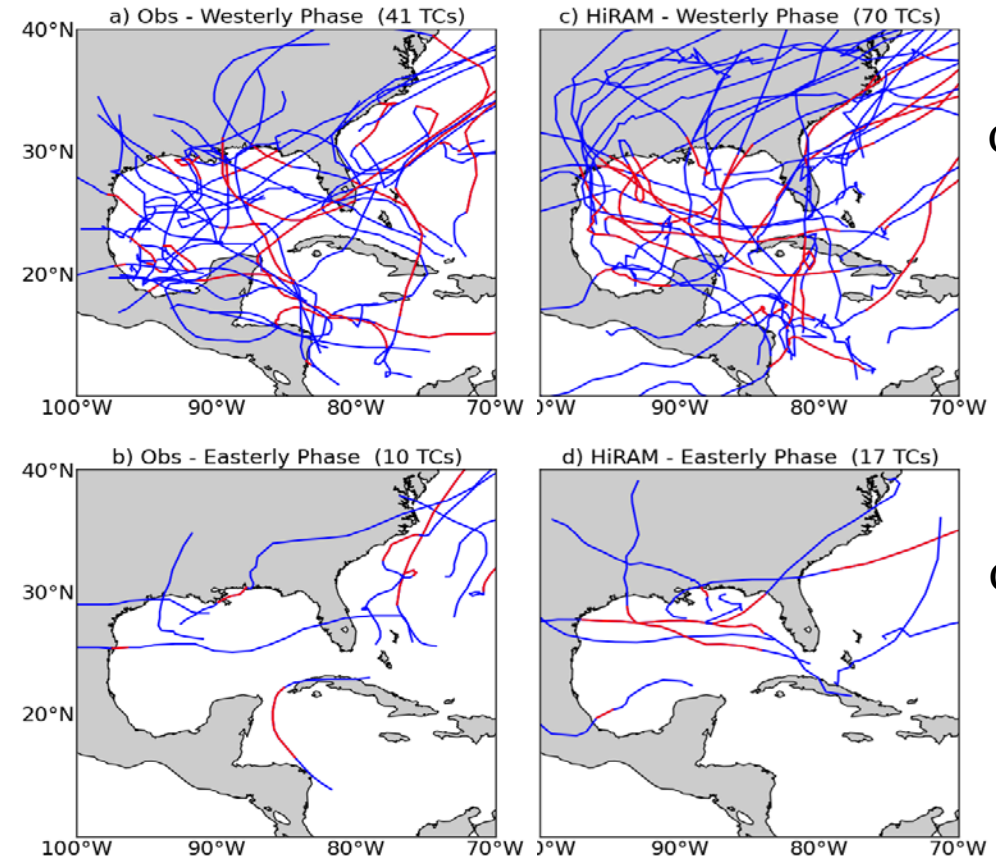 a) Obs - Westerly Phase (41 TCs)
40°N
30°N
20°N
100°W 90°W 80°W 70°W
c) HiRAM - Westerly Phase (70 TCs)
0°W 90°W 80°W 70°W
b) Obs - Easterly Phase (10 TCs)
40°N
30°N
20°N
100°W 90°W 80°W 70°W
d) HiRAM - Easterly Phase (17 TCs)
0°W 90°W 80°W 70°W